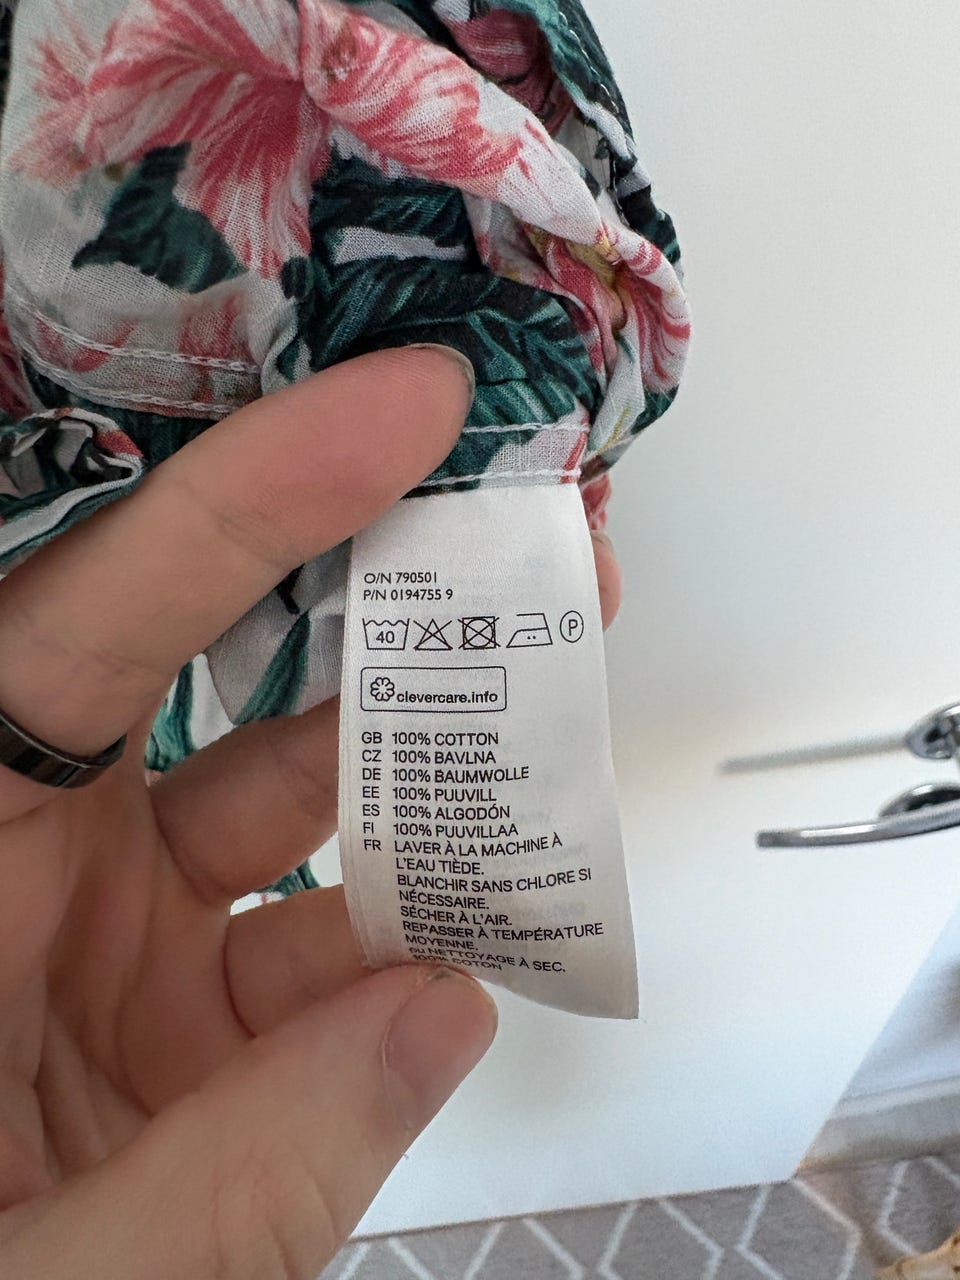 O/N 790501
P/N 0194755 9
40 P
clevercare.info
GB 100% COTTON
CZ 100% BAVLNA
DE 100% BAUMWOLLE
EE 100% PUUVILL
ES 100% ALGODÓN
FI 100% PUUVILLAA
FR LAVER À LA MACHINE À
L'EAU TIÈDE.
BLANCHIR SANS CHLORE SI
NÉCESSAIRE.
SÉCHER À L'AIR.
REPASSER À TEMPÉRATURE
MOYENNE.
OU NETTOYAGE À SEC.
100% COTON